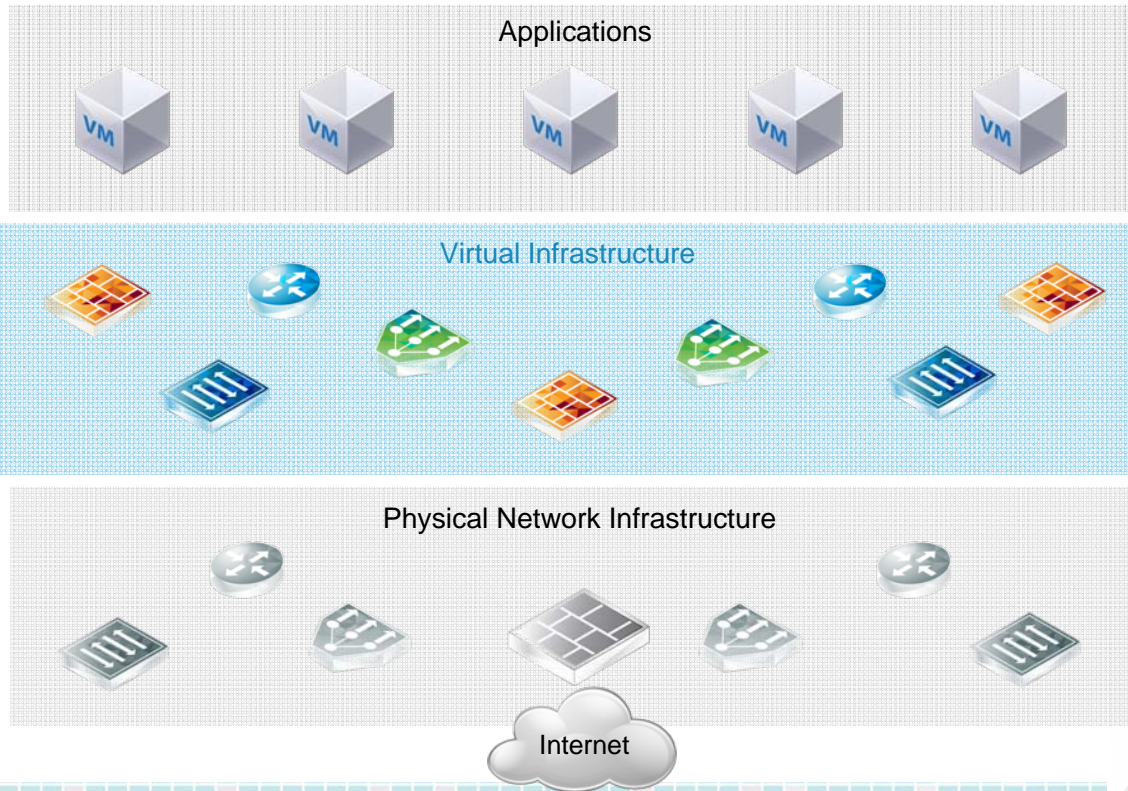 Applications
VM VM VM VM VM
Virtual Infrastructure
Physical Network Infrastructure
Internet